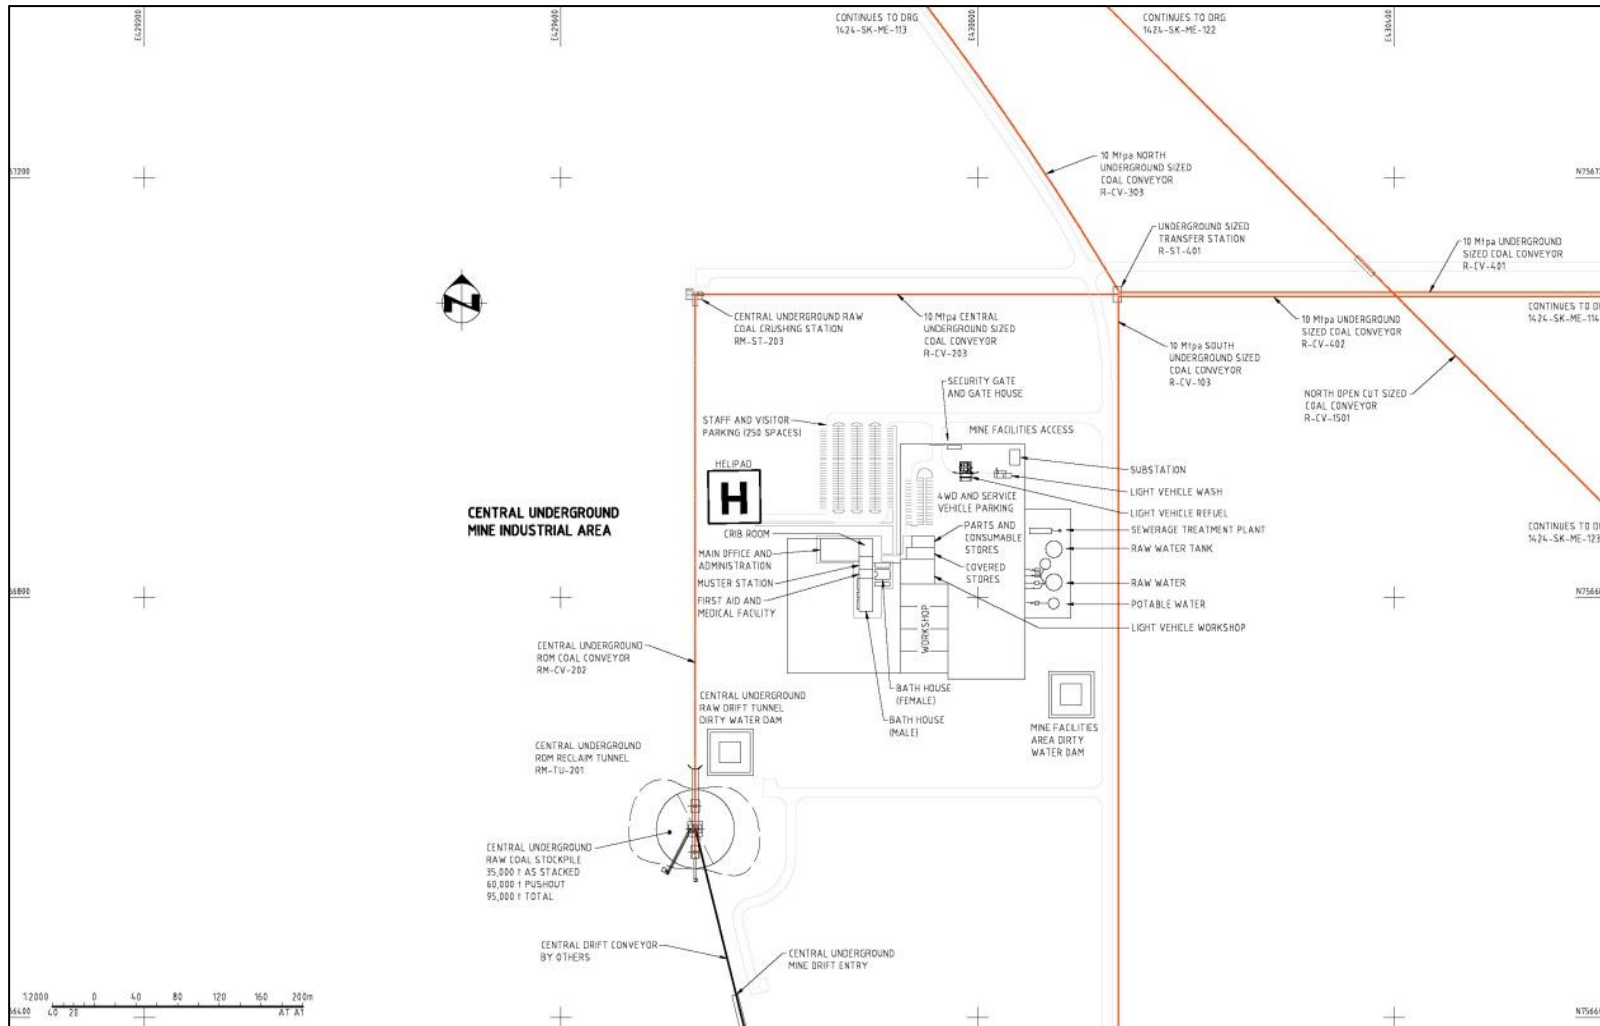 E429200
E429600
CONTINUES TO DRG
1424-SK-ME-113
E430000
CONTINUES TO DRG
1424-SK-ME-122
E430400
57200
10 Mtpa NORTH
UNDERGROUND SIZED
COAL CONVEYOR
R-CV-303
N7567
UNDERGROUND SIZED
TRANSFER STATION
R-ST-401
10 Mtpa UNDERGROUND
SIZED COAL CONVEYOR
R-CV-401
N
CENTRAL UNDERGROUND RAW
COAL CRUSHING STATION
RM-ST-203
10 Mtpa CENTRAL
UNDERGROUND SIZED
COAL CONVEYOR
R-CV-203
10 Mtpa SOUTH
UNDERGROUND SIZED
COAL CONVEYOR
R-CV-103
10 Mtpa UNDERGROUND
SIZED COAL CONVEYOR
R-CV-402
CONTINUES TO D
1424-SK-ME-114
NORTH OPEN CUT SIZED
COAL CONVEYOR
R-CV-1501
SECURITY GATE
AND GATE HOUSE
STAFF AND VISITOR
PARKING (250 SPACES)
MINE FACILITIES ACCESS
HELIPAD
H
SUBSTATION
LIGHT VEHICLE WASH
4WD AND SERVICE
VEHICLE PARKING
LIGHT VEHICLE REFUEL
CENTRAL UNDERGROUND
MINE INDUSTRIAL AREA
SEWERAGE TREATMENT PLANT
CONTINUES TO D
1424-SK-ME-123
CRIB ROOM
PARTS AND
CONSUMABLE
STORES
RAW WATER TANK
MAIN OFFICE AND
ADMINISTRATION
COVERED
STORES
MUSTER STATION
RAW WATER
FIRST AID AND
MEDICAL FACILITY
POTABLE WATER
56800
N7566
WORKSHOP
LIGHT VEHICLE WORKSHOP
CENTRAL UNDERGROUND
ROM COAL CONVEYOR
RM-CV-202
BATH HOUSE
(FEMALE)
BATH HOUSE
(MALE)
CENTRAL UNDERGROUND
RAW DRIFT TUNNEL
DIRTY WATER DAM
MINE FACILITIES
AREA DIRTY
WATER DAM
CENTRAL UNDERGROUND
ROM RECLAIM TUNNEL
RM-TU-201
CENTRAL UNDERGROUND
RAW COAL STOCKPILE
35,000 t AS STACKED
60,000 t PUSHOUT
95,000 t TOTAL
CENTRAL DRIFT CONVEYOR
BY OTHERS
CENTRAL UNDERGROUND
MINE DRIFT ENTRY
1:2000
0 40 80 120 160 200m
40 20
AT A1
56400
N7566